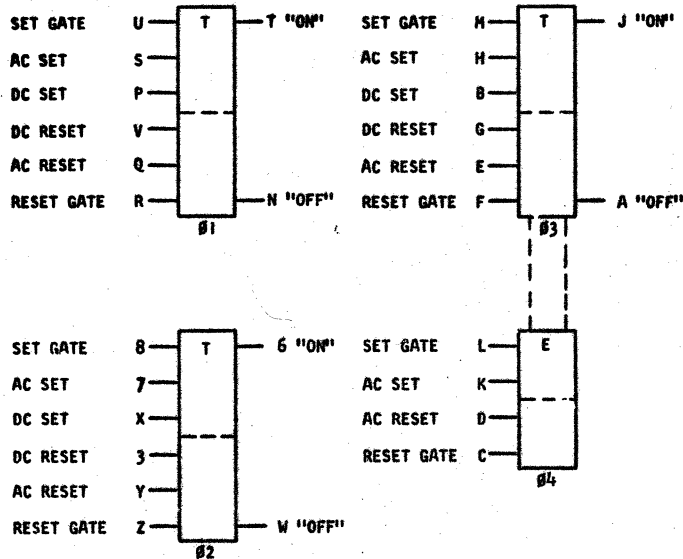 SET GATE U T T "ON"
AC SET S
DC SET P
DC RESET V
AC RESET Q
RESET GATE R N "OFF"
Ø1
SET GATE M T J "ON"
AC SET H
DC SET B
DC RESET G
AC RESET E
RESET GATE F A "OFF"
Ø3
SET GATE 8 T 6 "ON"
AC SET 7
DC SET X
DC RESET 3
AC RESET Y
RESET GATE Z W "OFF"
Ø2
SET GATE L E
AC SET K
AC RESET D
RESET GATE C
Ø4